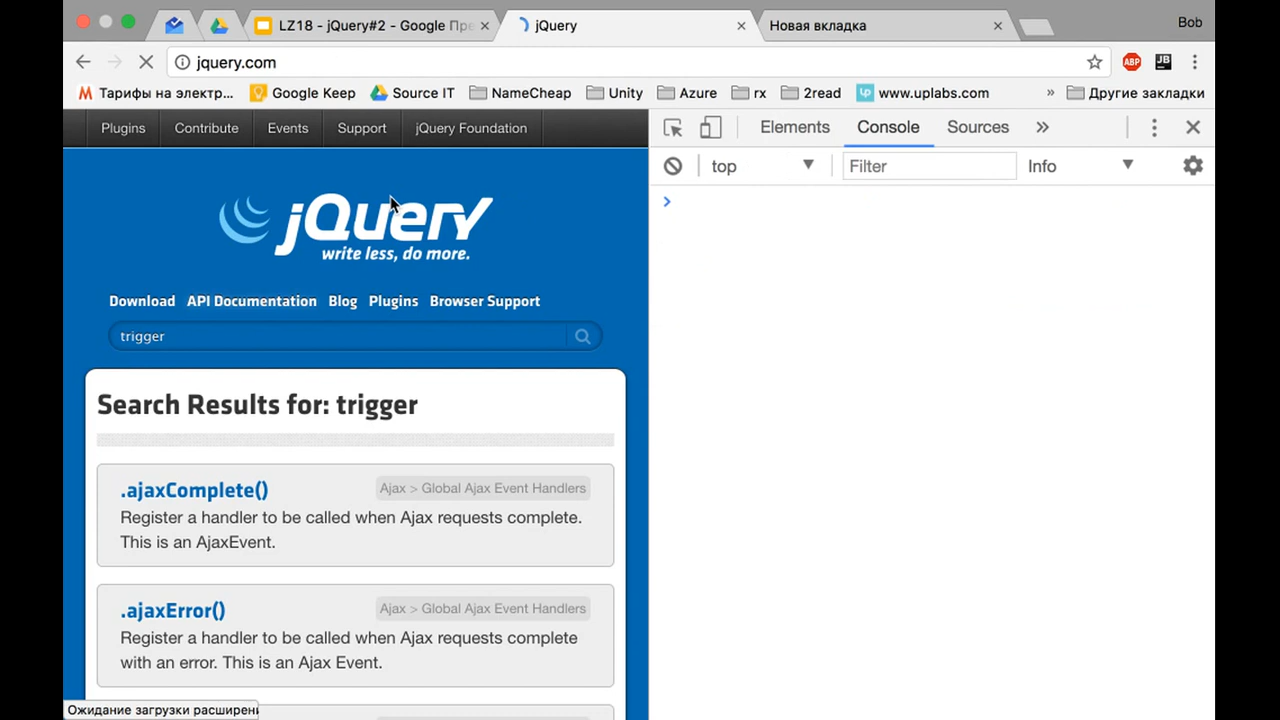 LZ18 - jQuery#2 - Google Пре
jQuery
Новая вкладка
Bob
jquery.com
ABP
JB
Тарифы на электр...
Google Keep
Source IT
NameCheap
Unity
Azure
rx
2read
Up
www.uplabs.com
»
Другие закладки
Plugins
Contribute
Events
Support
jQuery Foundation
Elements
Console
Sources
»
top
Filter
Info
jQuery
write less, do more.
Download
API Documentation
Blog
Plugins
Browser Support
trigger
Search Results for: trigger
.ajaxComplete()
Ajax > Global Ajax Event Handlers
Register a handler to be called when Ajax requests complete.
This is an AjaxEvent.
.ajaxError()
Ajax > Global Ajax Event Handlers
Register a handler to be called when Ajax requests complete
with an error. This is an Ajax Event.
Ожидание загрузки расширени